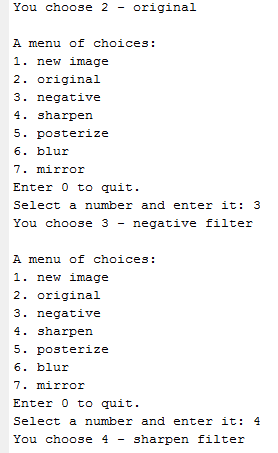 You choose 2 - original

A menu of choices:
1. new image
2. original
3. negative
4. sharpen
5. posterize
6. blur
7. mirror
Enter 0 to quit.
Select a number and enter it: 3
You choose 3 - negative filter

A menu of choices:
1. new image
2. original
3. negative
4. sharpen
5. posterize
6. blur
7. mirror
Enter 0 to quit.
Select a number and enter it: 4
You choose 4 - sharpen filter